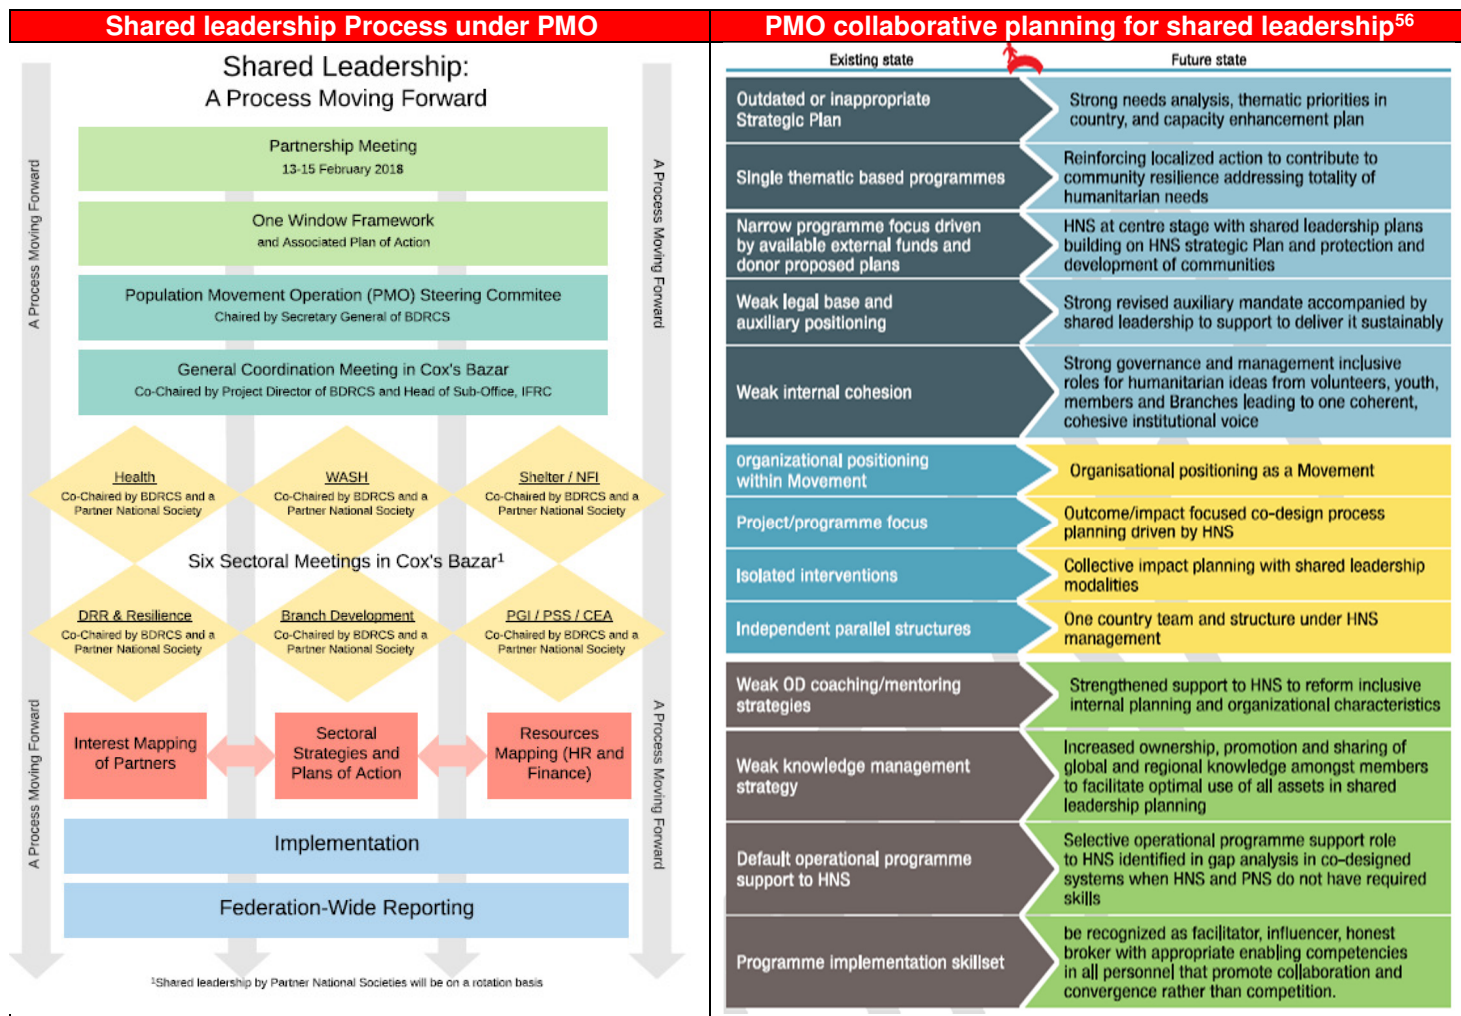 Shared leadership Process under PMO
Shared Leadership:
A Process Moving Forward
A Process Moving Forward
A Process Moving Forward
Partnership Meeting
13-15 February 2018
One Window Framework
and Associated Plan of Action
Population Movement Operation (PMO) Steering Commitee
Chaired by Secretary General of BDRCS
General Coordination Meeting in Cox's Bazar
Co-Chaired by Project Director of BDRCS and Head of Sub-Office, IFRC
Health
Co-Chaired by BDRCS and a
Partner National Society
WASH
Co-Chaired by BDRCS and a
Partner National Society
Shelter / NFI
Co-Chaired by BDRCS and a
Partner National Society
Six Sectoral Meetings in Cox's Bazar¹
DRR & Resilience
Co-Chaired by BDRCS and a
Partner National Society
Branch Development
Co-Chaired by BDRCS and a
Partner National Society
PGI / PSS / CEA
Co-Chaired by BDRCS and a
Partner National Society
A Process Moving Forward
A Process Moving Forward
Interest Mapping
of Partners
Sectoral
Strategies and
Plans of Action
Resources
Mapping (HR and
Finance)
Implementation
Federation-Wide Reporting
¹Shared leadership by Partner National Societies will be on a rotation basis
PMO collaborative planning for shared leadership⁵⁶
Existing state
Future state
Outdated or inappropriate
Strategic Plan
Strong needs analysis, thematic priorities in
country, and capacity enhancement plan
Single thematic based programmes
Reinforcing localized action to contribute to
community resilience addressing totality of
humanitarian needs
Narrow programme focus driven
by available external funds and
donor proposed plans
HNS at centre stage with shared leadership plans
building on HNS strategic Plan and protection and
development of communities
Weak legal base and
auxiliary positioning
Strong revised auxiliary mandate accompanied by
shared leadership to support to deliver it sustainably
Weak internal cohesion
Strong governance and management inclusive
roles for humanitarian ideas from volunteers, youth,
members and Branches leading to one coherent,
cohesive institutional voice
organizational positioning
within Movement
Organisational positioning as a Movement
Project/programme focus
Outcome/impact focused co-design process
planning driven by HNS
Isolated interventions
Collective impact planning with shared leadership
modalities
Independent parallel structures
One country team and structure under HNS
management
Weak OD coaching/mentoring
strategies
Strengthened support to HNS to reform inclusive
internal planning and organizational characteristics
Weak knowledge management
strategy
Increased ownership, promotion and sharing of
global and regional knowledge amongst members
to facilitate optimal use of all assets in shared
leadership planning
Default operational programme
support to HNS
Selective operational programme support role
to HNS identified in gap analysis in co-designed
systems when HNS and PNS do not have required
skills
Programme implementation skillset
be recognized as facilitator, influencer, honest
broker with appropriate enabling competencies
in all personnel that promote collaboration and
convergence rather than competition.